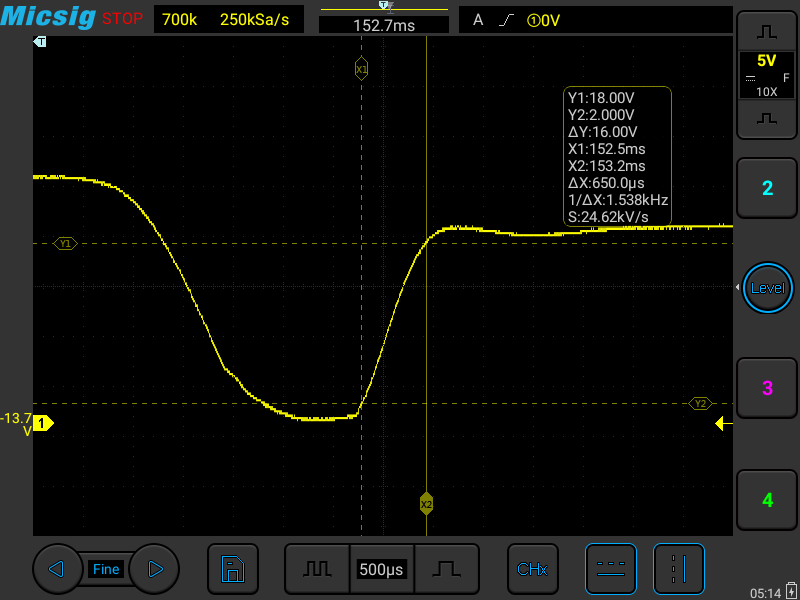 Micsig STOP 700k 250kSa/s T 152.7ms A ①0V
T
X1
5V
F
10X
Y1:18.00V
Y2:2.000V
ΔY:16.00V
X1:152.5ms
X2:153.2ms
ΔX:650.0µs
1/ΔX:1.538kHz
S:24.62kV/s
2
Y1
Level
Y2
3
-13.7
V
1
X2
4
Fine 500µs CHx
05:14